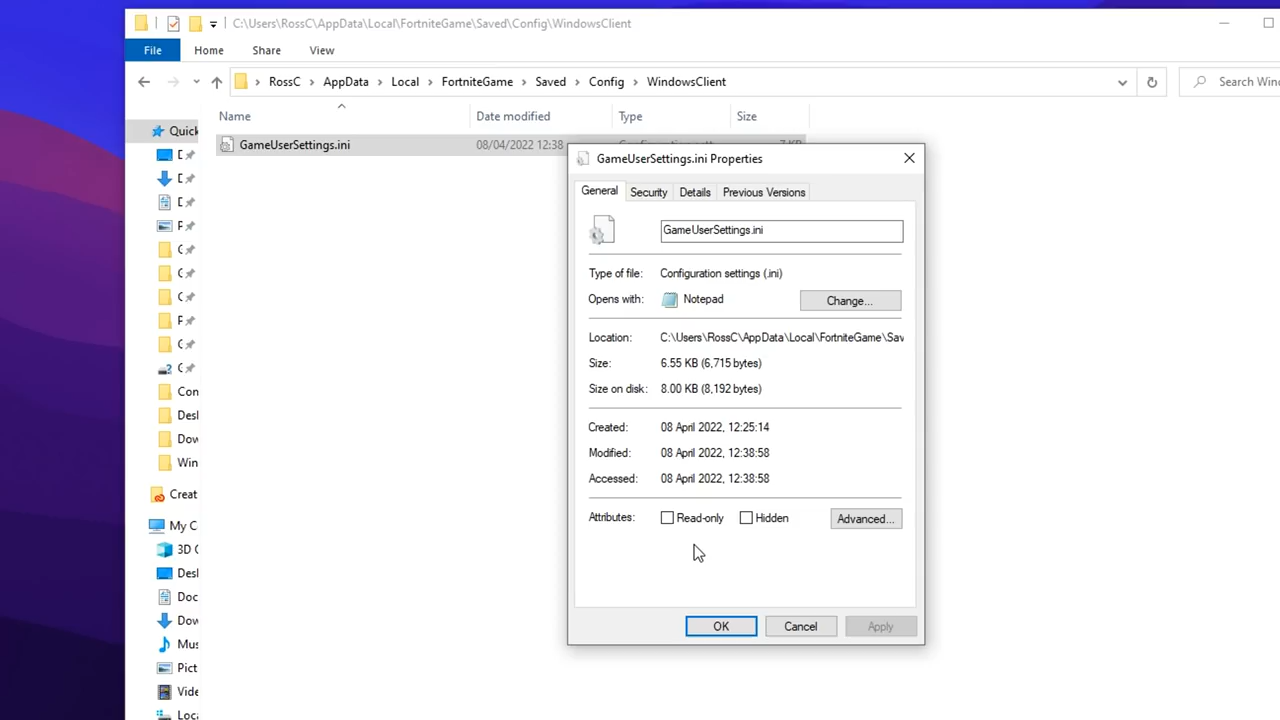 C:\Users\RossC\AppData\Local\FortniteGame\Saved\Config\WindowsClient
File Home Share View
RossC AppData Local FortniteGame Saved Config WindowsClient
Name Date modified Type Size
GameUserSettings.ini 08/04/2022 12:38
Quick
Con
Desk
Dow
Win
Creat
My C
3D O
Desk
Doc
Dow
Mus
Pict
Vide
Loca
GameUserSettings.ini Properties
General Security Details Previous Versions
GameUserSettings.ini
Type of file: Configuration settings (.ini)
Opens with: Notepad Change...
Location: C:\Users\RossC\AppData\Local\FortniteGame\Sav
Size: 6.55 KB (6,715 bytes)
Size on disk: 8.00 KB (8,192 bytes)
Created: 08 April 2022, 12:25:14
Modified: 08 April 2022, 12:38:58
Accessed: 08 April 2022, 12:38:58
Attributes: Read-only Hidden Advanced...
OK Cancel Apply